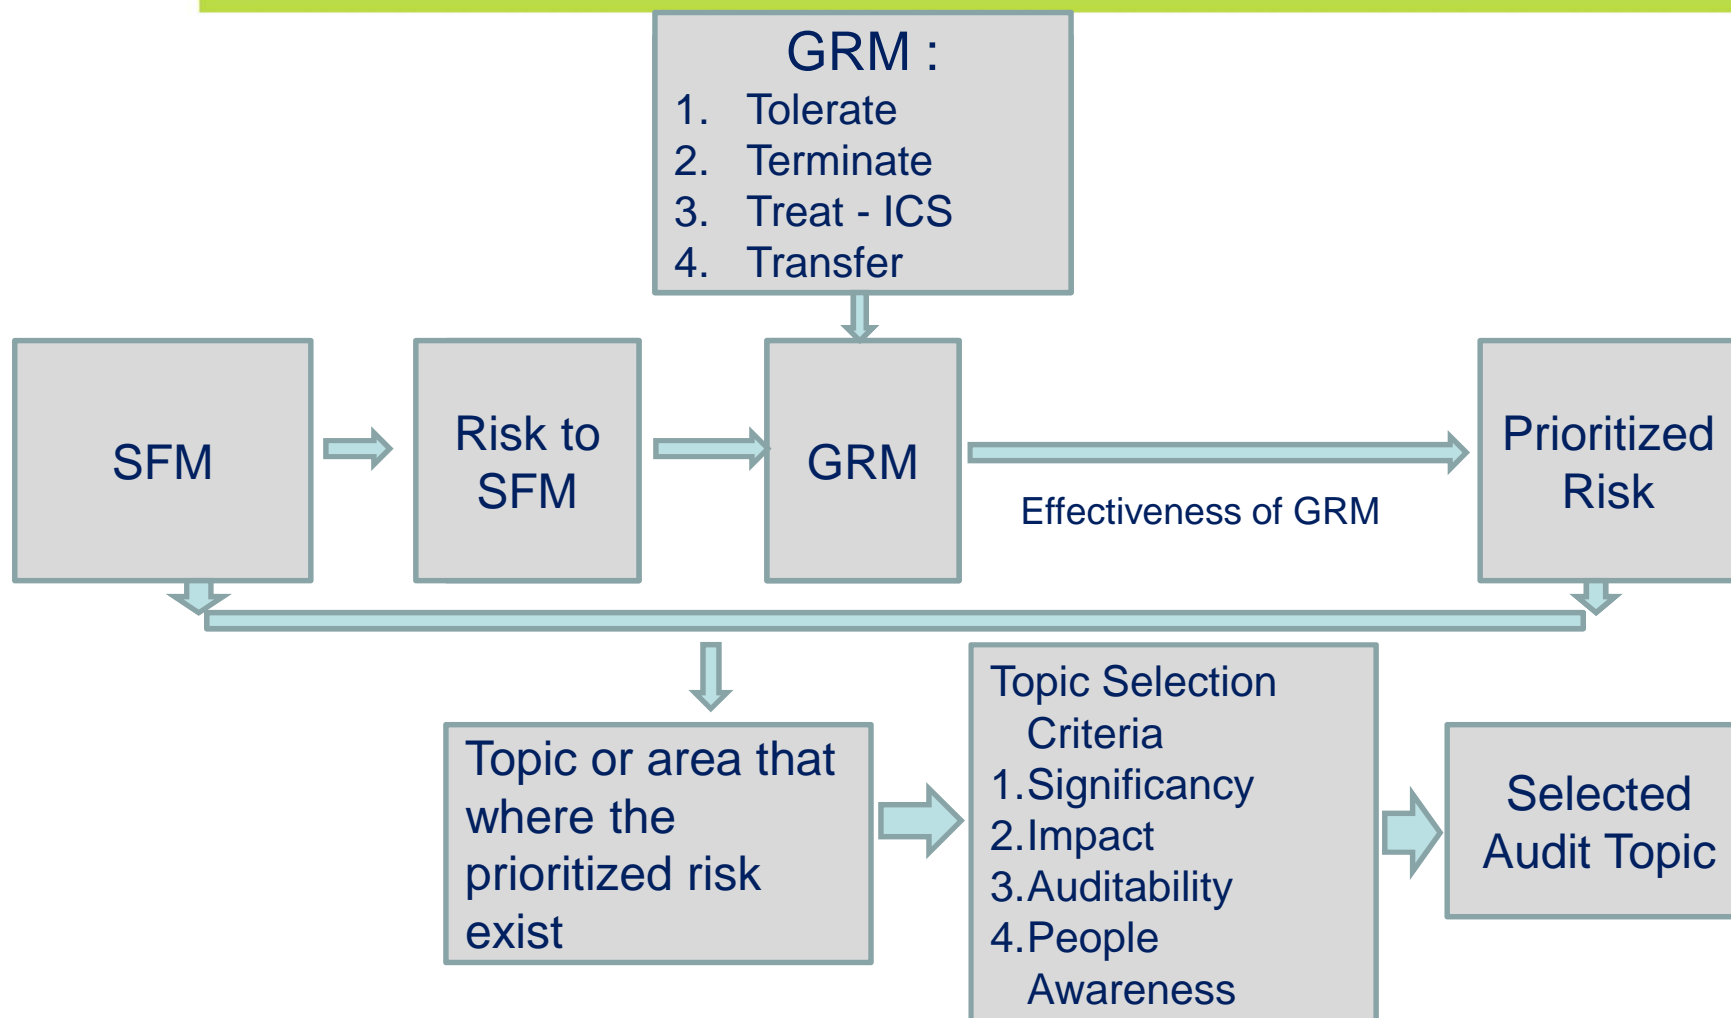 GRM :
1. Tolerate
2. Terminate
3. Treat - ICS
4. Transfer
SFM
Risk to
SFM
GRM
Effectiveness of GRM
Prioritized
Risk
Topic or area that
where the
prioritized risk
exist
Topic Selection
Criteria
1.Significancy
2.Impact
3.Auditability
4.People
Awareness
Selected
Audit Topic